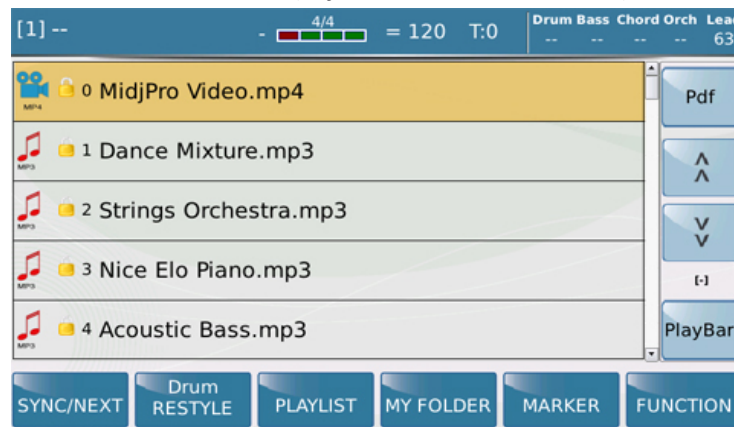 [1] --
- 4/4 = 120 T:0
Drum Bass Chord Orch Lea
-- -- -- -- 63
MP4 0 MidjPro Video.mp4
MP3 1 Dance Mixture.mp3
MP3 2 Strings Orchestra.mp3
MP3 3 Nice Elo Piano.mp3
MP3 4 Acoustic Bass.mp3
Pdf
[-]
PlayBar
SYNC/NEXT
Drum
RESTYLE
PLAYLIST
MY FOLDER
MARKER
FUNCTION